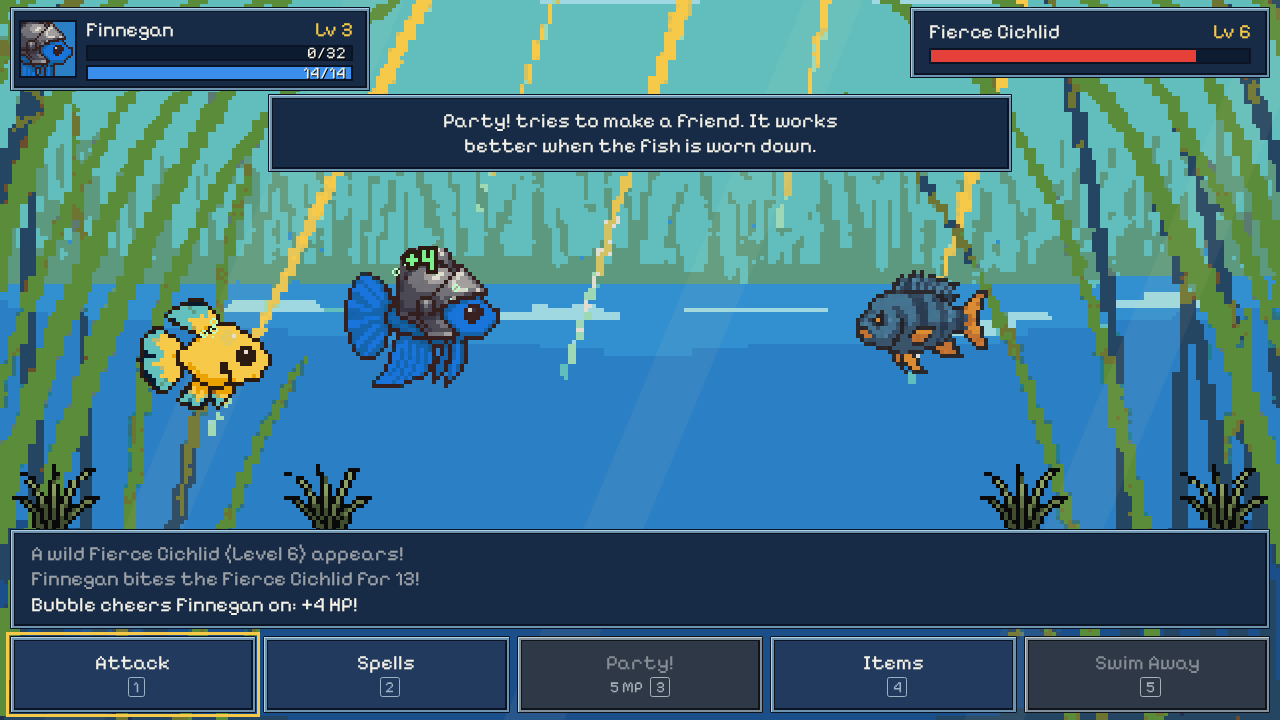 Finnegan Lv 3
0/32
14/14
Fierce Cichlid Lv 6
Party! tries to make a friend. It works
better when the fish is worn down.
+4
A wild Fierce Cichlid (Level 6) appears!
Finnegan bites the Fierce Cichlid for 13!
Bubble cheers Finnegan on: +4 HP!
Attack
1
Spells
2
Party!
5 MP 3
Items
4
Swim Away
5